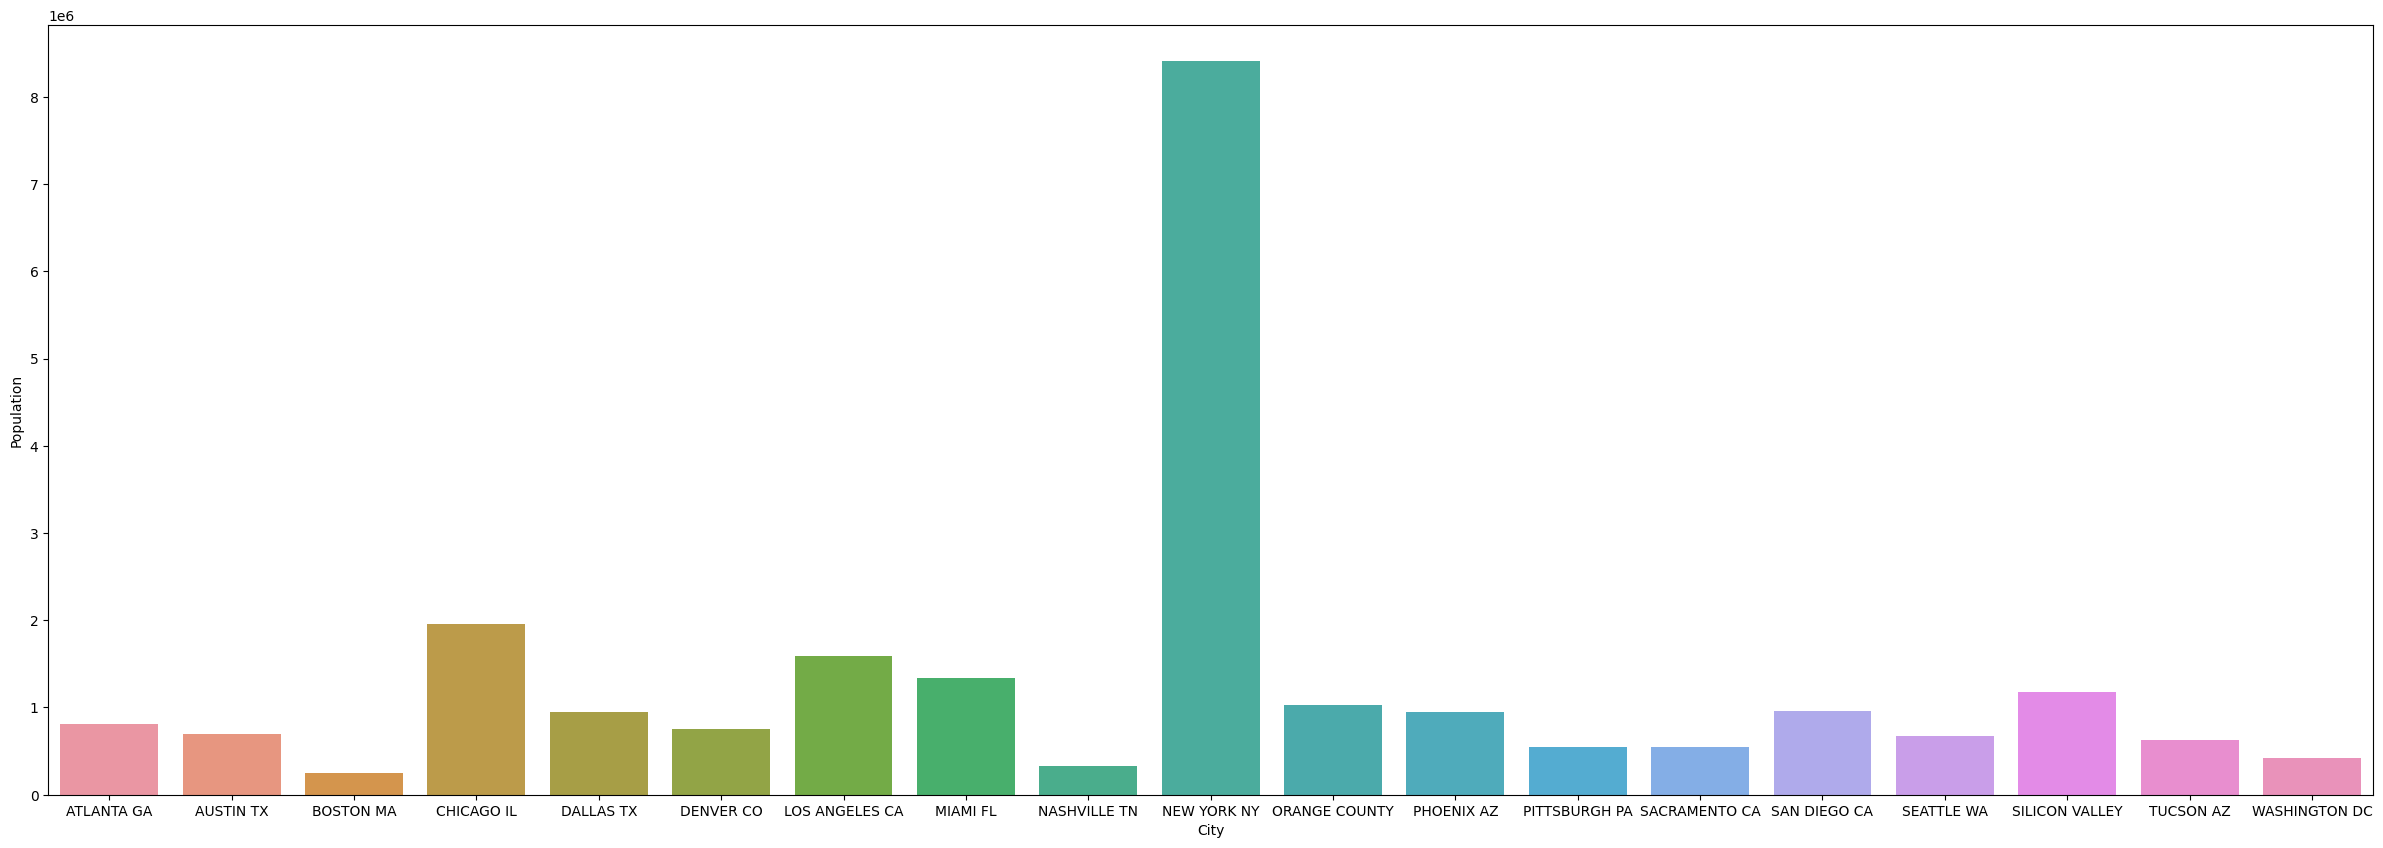 1e6
8
7
6
5
4
3
2
1
0
Population
ATLANTA GA AUSTIN TX BOSTON MA CHICAGO IL DALLAS TX DENVER CO LOS ANGELES CA MIAMI FL NASHVILLE TN NEW YORK NY ORANGE COUNTY PHOENIX AZ PITTSBURGH PA SACRAMENTO CA SAN DIEGO CA SEATTLE WA SILICON VALLEY TUCSON AZ WASHINGTON DC
City